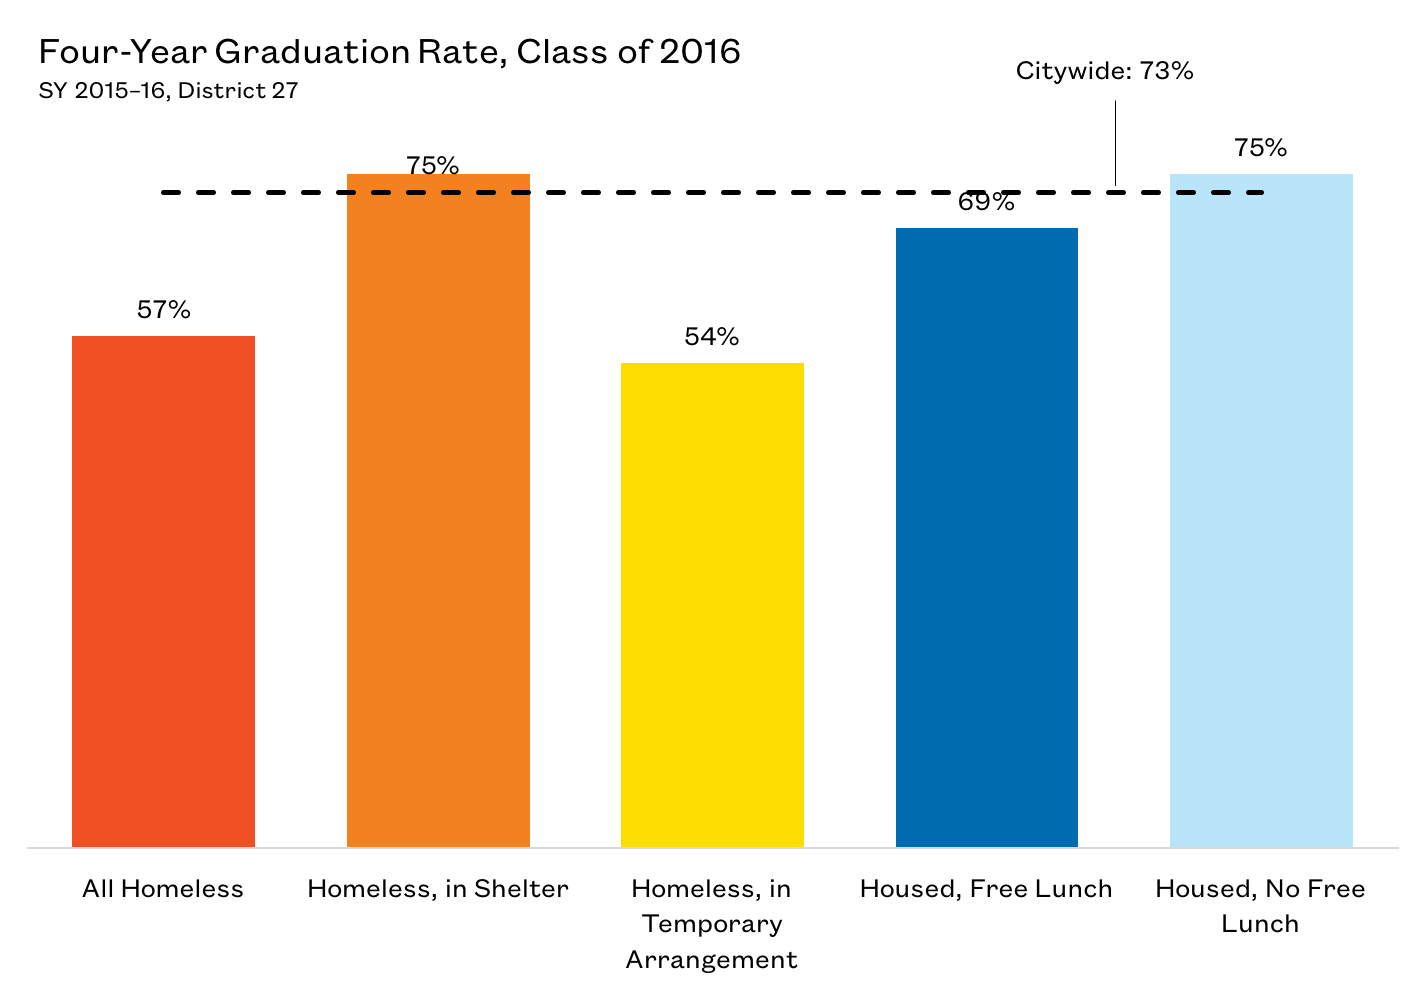 Four-Year Graduation Rate, Class of 2016
SY 2015–16, District 27
Citywide: 73%
57%
75%
54%
69%
75%
All Homeless
Homeless, in Shelter
Homeless, in
Temporary
Arrangement
Housed, Free Lunch
Housed, No Free
Lunch